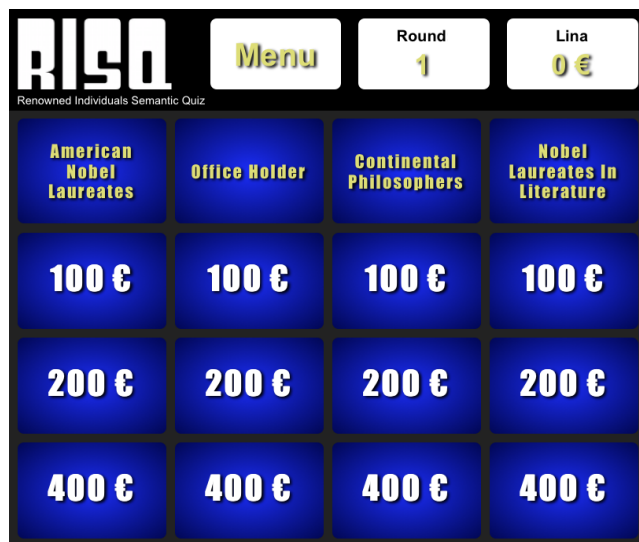 RISQ
Renowned Individuals Semantic Quiz
Menu
Round
1
Lina
0 €
American
Nobel
Laureates
Office Holder
Continental
Philosophers
Nobel
Laureates In
Literature
100 €
100 €
100 €
100 €
200 €
200 €
200 €
200 €
400 €
400 €
400 €
400 €